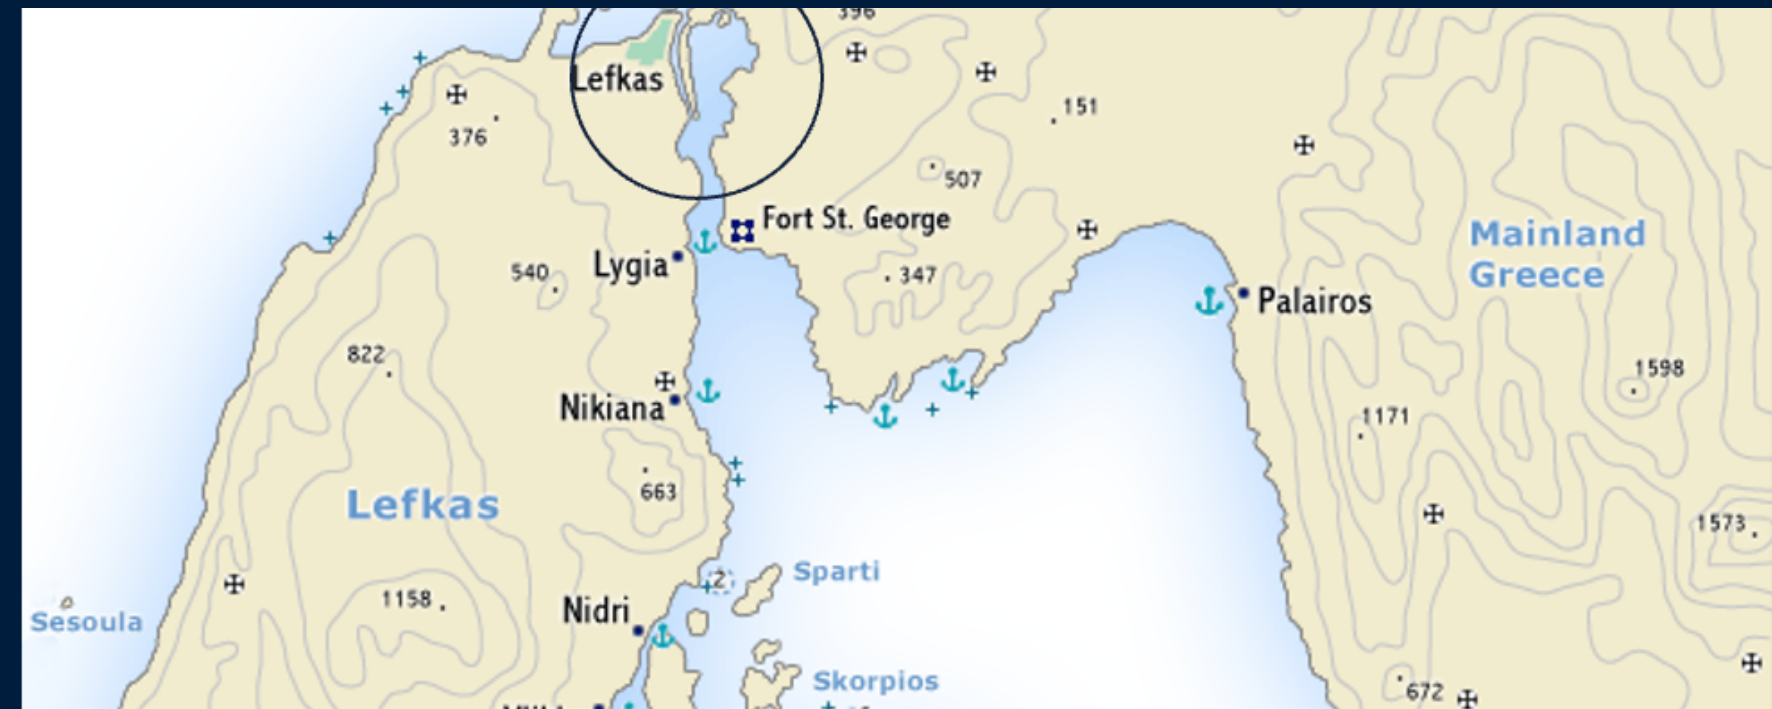 396
Lefkas
151
376
507
Fort St. George
Mainland
Greece
Lygia
540
347
Palairos
822
1598
Nikiana
1171
663
Lefkas
1573
Sparti
2
1158
Nidri
Sesoula
Skorpios
672